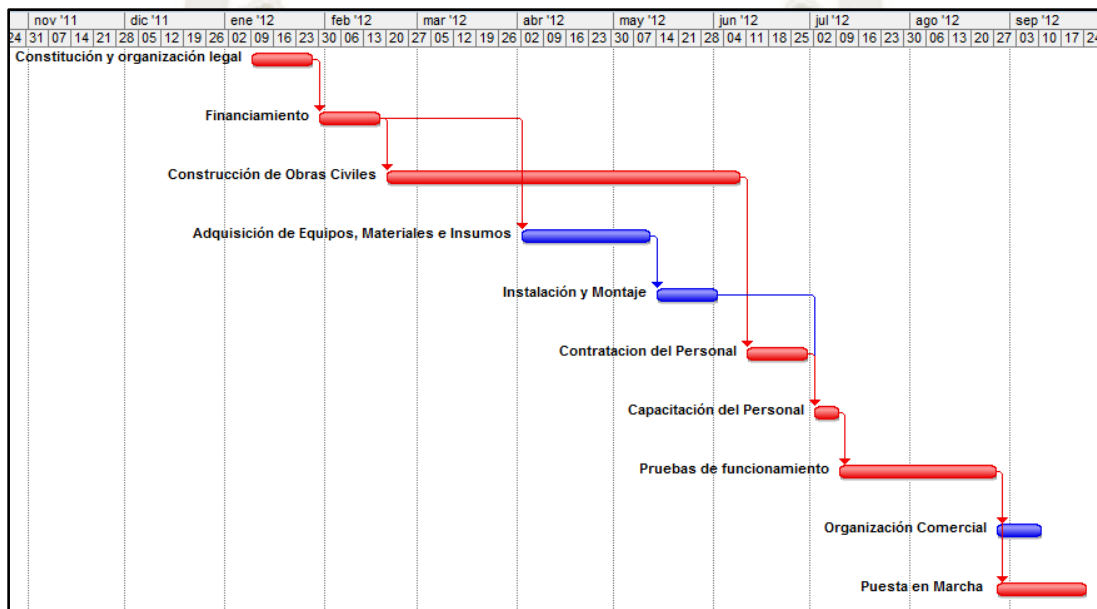 nov '11 dic '11 ene '12 feb '12 mar '12 abr '12 may '12 jun '12 jul '12 ago '12 sep '12
24 31 07 14 21 28 05 12 19 26 02 09 16 23 30 06 13 20 27 05 12 19 26 02 09 16 23 30 07 14 21 28 04 11 18 25 02 09 16 23 30 06 13 20 27 03 10 17 24
Constitución y organización legal
Financiamiento
Construcción de Obras Civiles
Adquisición de Equipos, Materiales e Insumos
Instalación y Montaje
Contratacion del Personal
Capacitación del Personal
Pruebas de funcionamiento
Organización Comercial
Puesta en Marcha